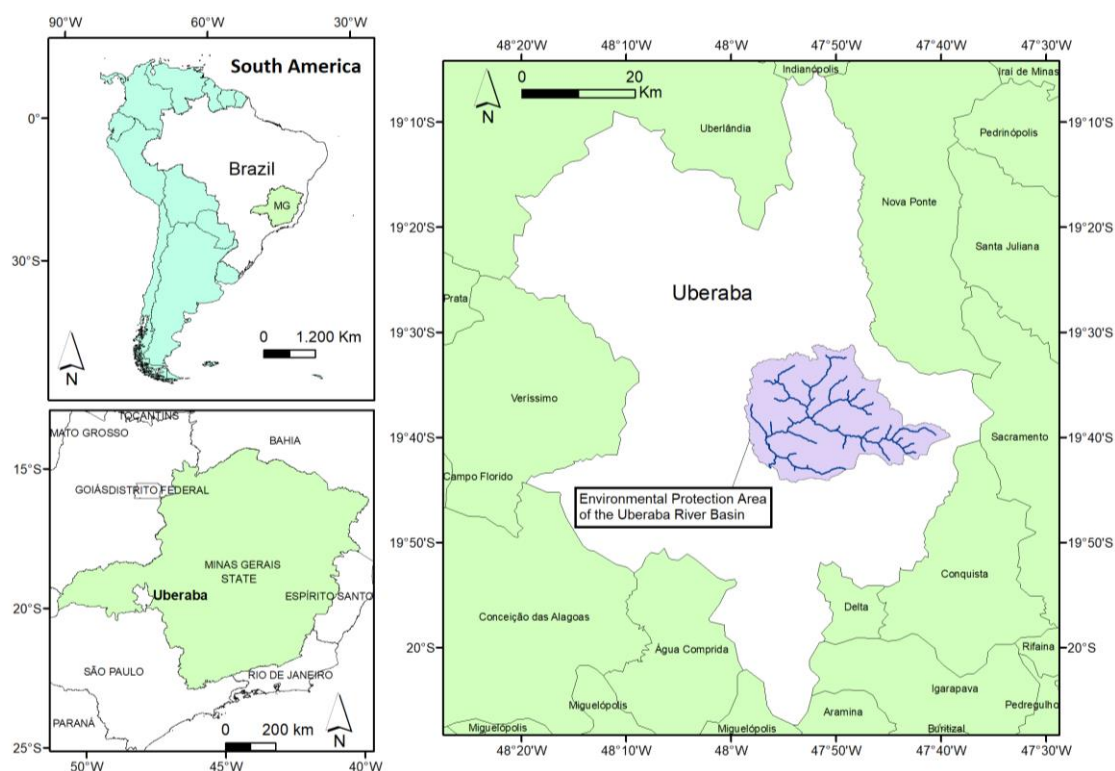 90°W
60°W
30°W
South America
0°
30°S
Brazil
MG
N
0 1.200 Km
TOCANTINS
MATO GROSSO
BAHIA
15°S
GOIÁS
DISTRITO FEDERAL
MINAS GERAIS
STATE
Uberaba
ESPÍRITO SANTO
20°S
SÃO PAULO
RIO DE JANEIRO
PARANÁ
0 200 km
N
25°S
50°W
45°W
40°W
48°20'W
48°10'W
48°W
47°50'W
47°40'W
47°30'W
N
0 20
Km
Indianópolis
Irai de Minas
19°10'S
19°10'S
Uberlândia
Pedrinópolis
Nova Ponte
19°20'S
19°20'S
Santa Juliana
Prata
Uberaba
19°30'S
19°30'S
Veríssimo
19°40'S
Sacramento
19°40'S
Campo Florido
Environmental Protection Area
of the Uberaba River Basin
19°50'S
19°50'S
Conquista
Conceição das Alagoas
Delta
20°S
Água Comprida
Rifaina
20°S
Igarapava
Miguelópolis
Aramina
Pedregulho
Miguelópolis
Miguelópolis
Buritizal
48°20'W
48°10'W
48°W
47°50'W
47°40'W
47°30'W